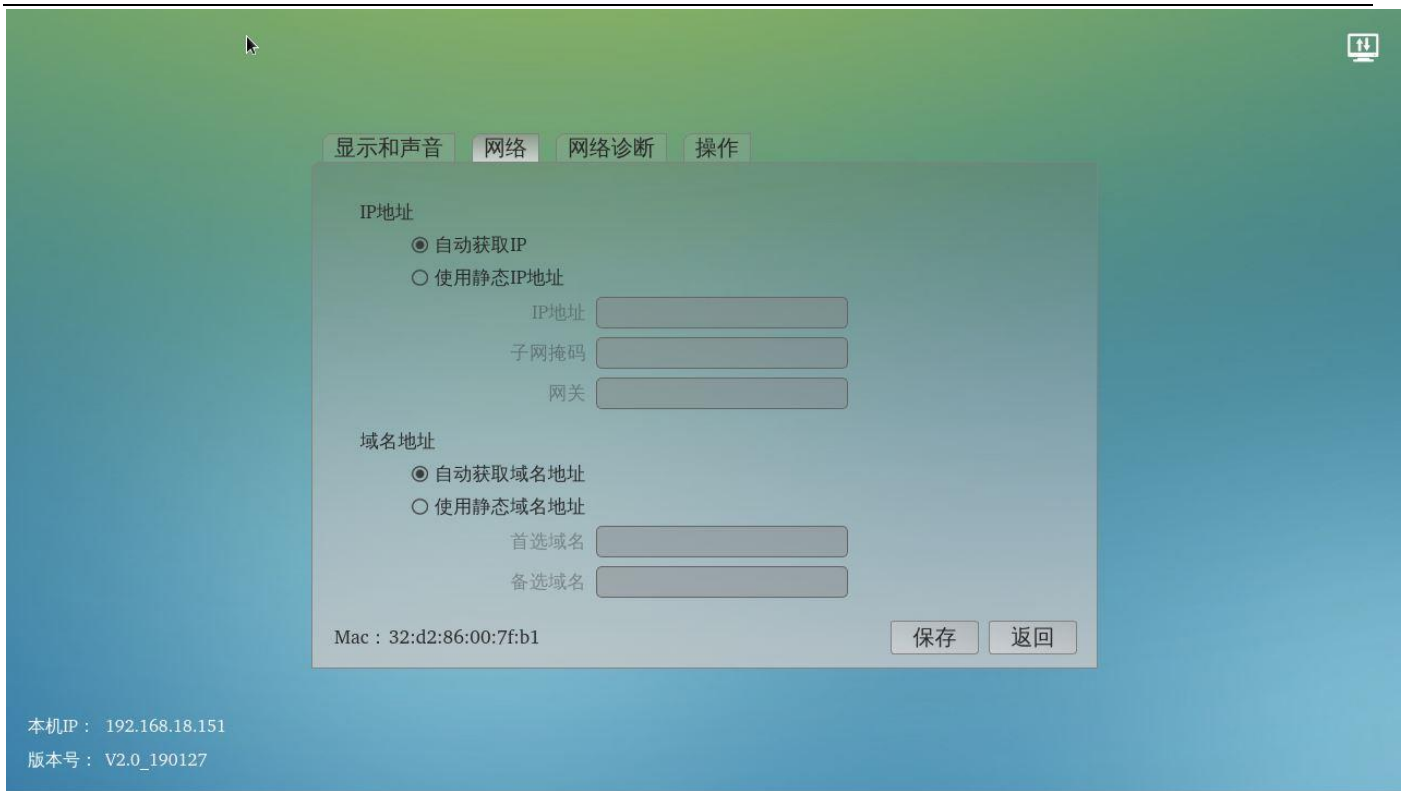 显示和声音 网络 网络诊断 操作
IP地址
自动获取IP
使用静态IP地址
IP地址
子网掩码
网关
域名地址
自动获取域名地址
使用静态域名地址
首选域名
备选域名
Mac：32:d2:86:00:7f:b1 保存 返回
本机IP： 192.168.18.151
版本号： V2.0_190127